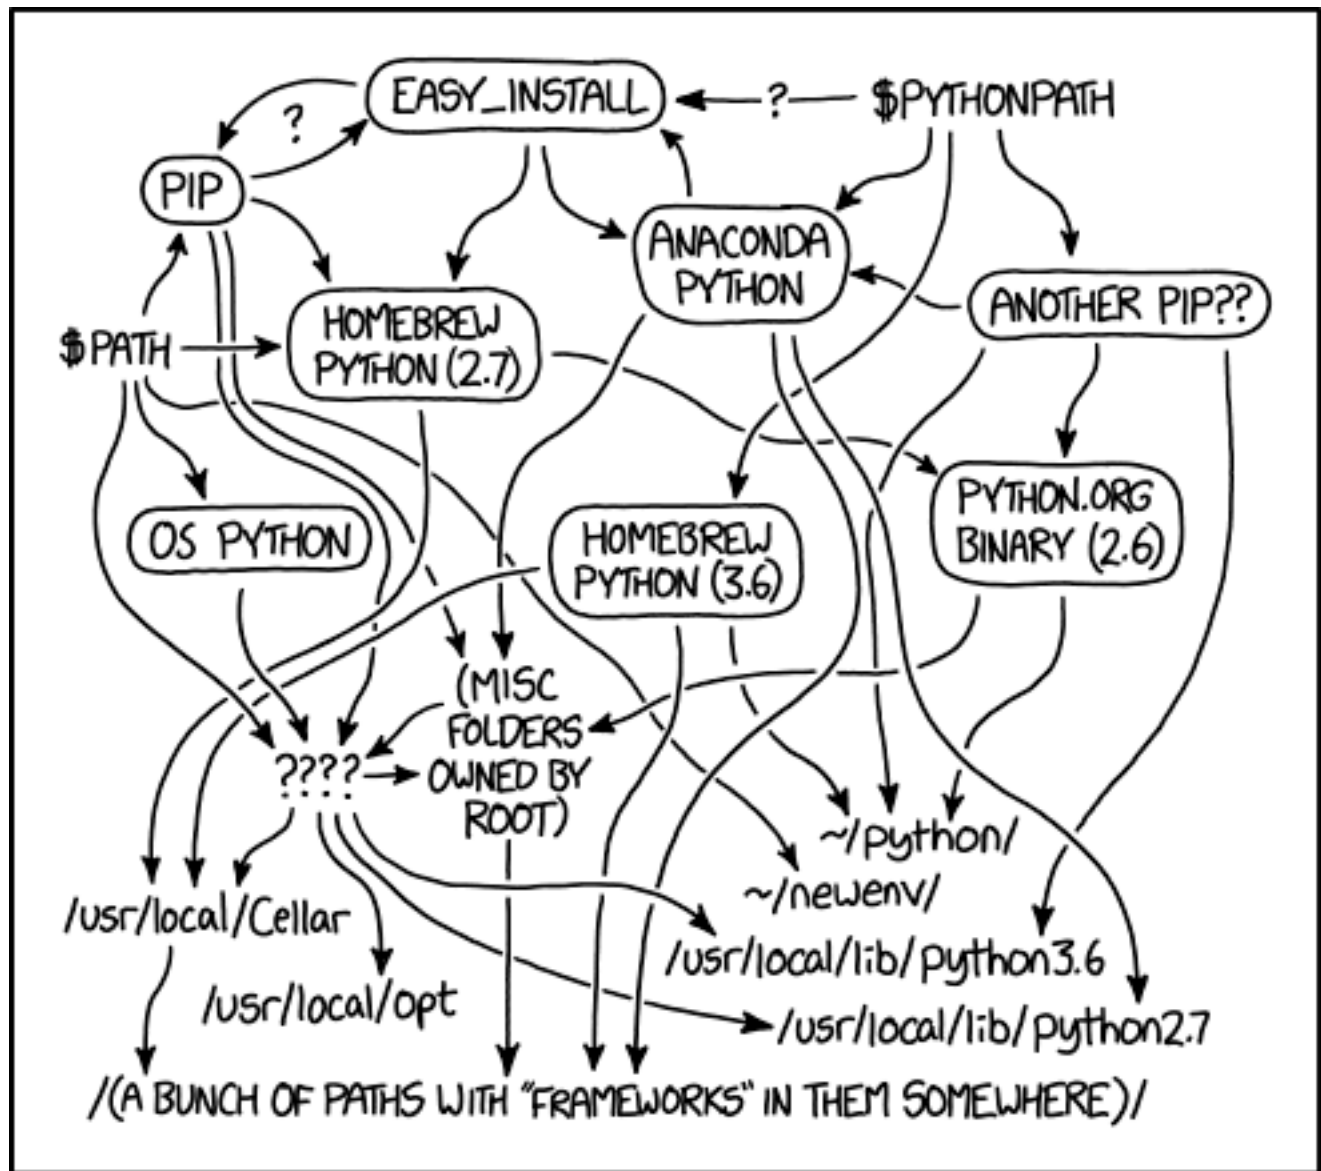 EASY_INSTALL
?
$PYTHONPATH
?
PIP
ANACONDA
PYTHON
ANOTHER PIP??
HOMEBREW
PYTHON (2.7)
$PATH
OS PYTHON
HOMEBREW
PYTHON (3.6)
PYTHON.ORG
BINARY (2.6)
(MISC
FOLDERS
OWNED BY
ROOT)
????
~/python/
~/newenv/
/usr/local/Cellar
/usr/local/lib/python3.6
/usr/local/opt
/usr/local/lib/python2.7
/(A BUNCH OF PATHS WITH "FRAMEWORKS" IN THEM SOMEWHERE)/